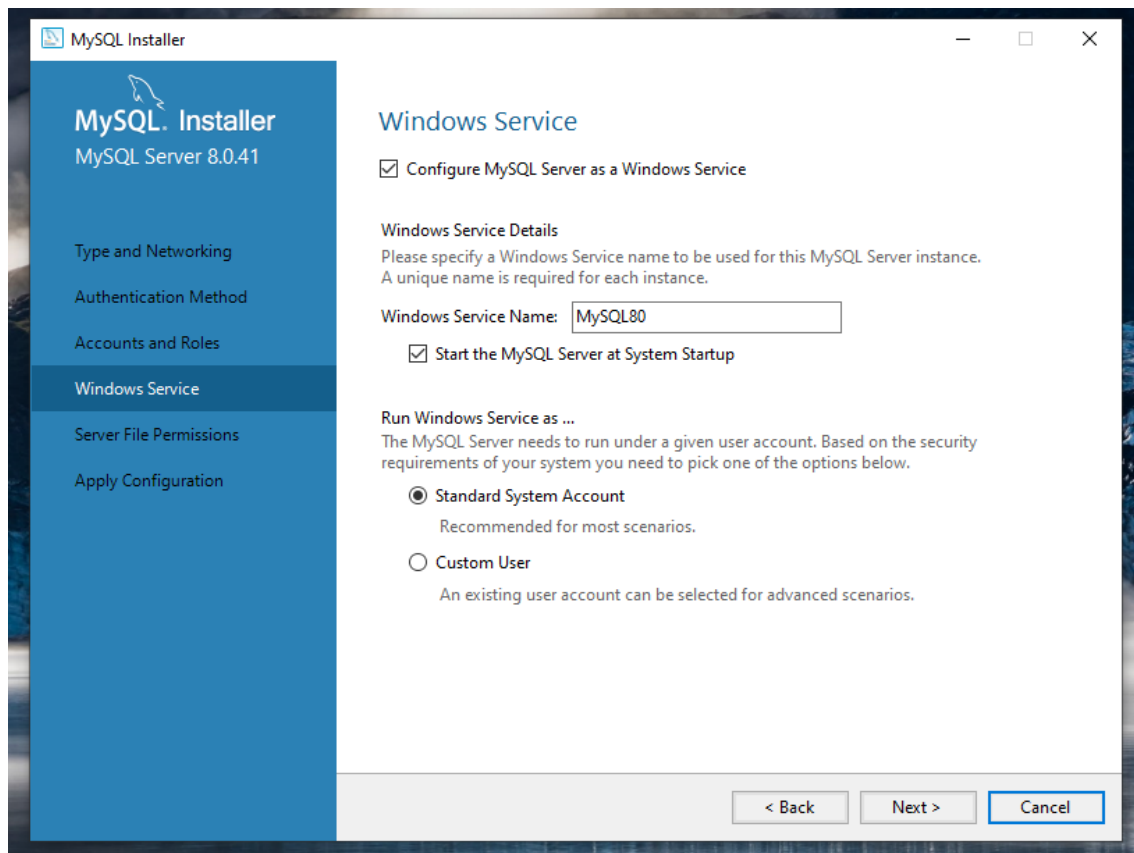 MySQL Installer
MySQL. Installer
MySQL Server 8.0.41
Type and Networking
Authentication Method
Accounts and Roles
Windows Service
Server File Permissions
Apply Configuration
Windows Service
Configure MySQL Server as a Windows Service
Windows Service Details
Please specify a Windows Service name to be used for this MySQL Server instance.
A unique name is required for each instance.
Windows Service Name: MySQL80
Start the MySQL Server at System Startup
Run Windows Service as ...
The MySQL Server needs to run under a given user account. Based on the security
requirements of your system you need to pick one of the options below.
Standard System Account
Recommended for most scenarios.
Custom User
An existing user account can be selected for advanced scenarios.
< Back Next > Cancel